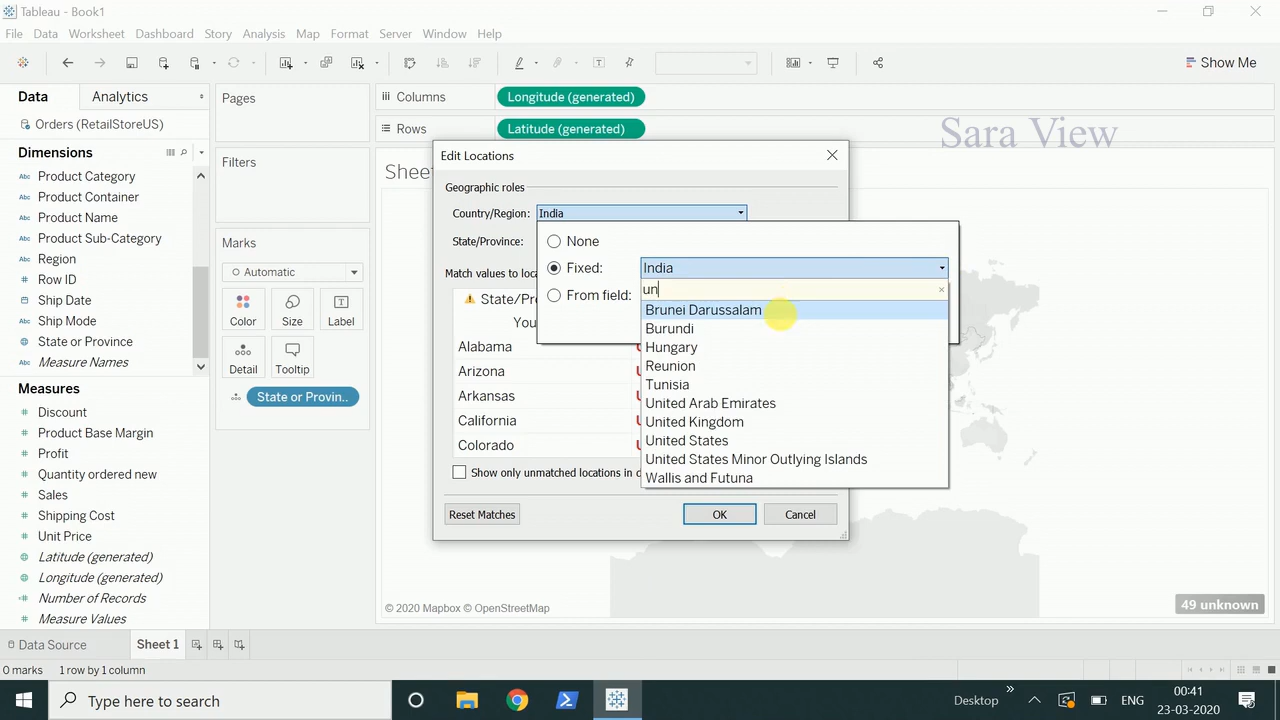 Tableau - Book1
File Data Worksheet Dashboard Story Analysis Map Format Server Window Help
Show Me
Data Analytics
Pages
Columns Longitude (generated)
Orders (RetailStoreUS)
Rows Latitude (generated)
Sara View
Dimensions
Filters
Edit Locations
Abc Product Category
Abc Product Container
Abc Product Name
Abc Product Sub-Category
Abc Region
# Row ID
Ship Date
Abc Ship Mode
State or Province
Abc Measure Names
Measures
# Discount
# Product Base Margin
# Profit
# Quantity ordered new
# Sales
# Shipping Cost
# Unit Price
Latitude (generated)
Longitude (generated)
Number of Records
# Measure Values
Marks
Automatic
Color Size Label
Detail Tooltip
State or Provin..
Geographic roles
Country/Region: India
State/Province:
Match values to loca
State/Pro
You
Alabama
Arizona
Arkansas
California
Colorado
Show only unmatched locations in d
Reset Matches OK Cancel
None
Fixed: India
From field:
un
Brunei Darussalam
Burundi
Hungary
Reunion
Tunisia
United Arab Emirates
United Kingdom
United States
United States Minor Outlying Islands
Wallis and Futuna
© 2020 Mapbox © OpenStreetMap
49 unknown
Data Source Sheet 1
0 marks 1 row by 1 column
Type here to search
Desktop
ENG
00:41
23-03-2020